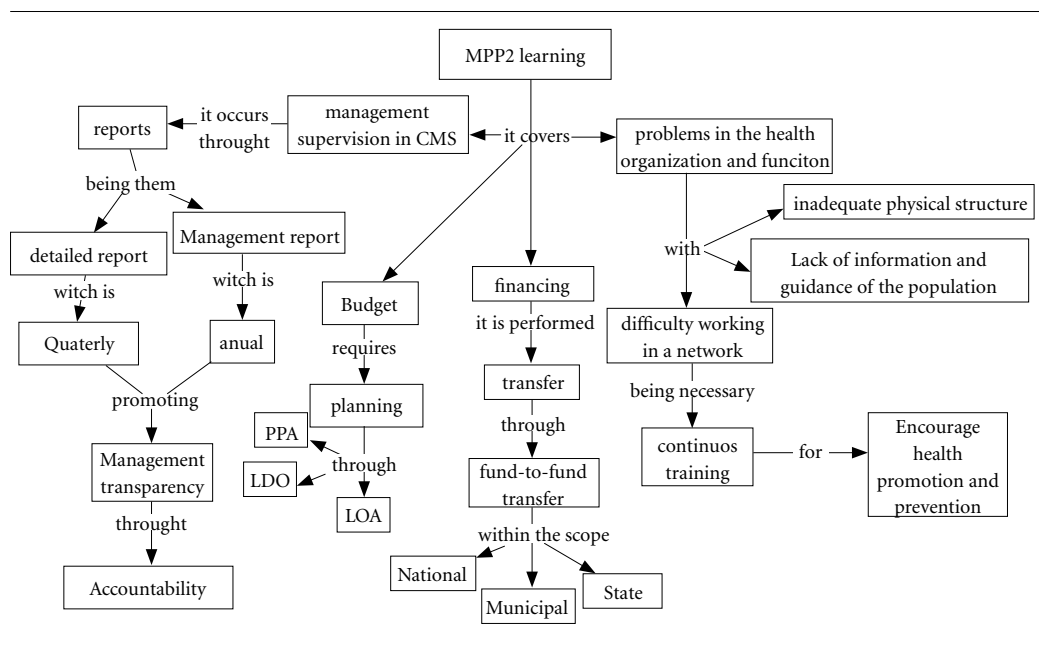 MPP2 learning
reports
it occurs
throught
management
supervision in CMS
it covers
problems in the health
organization and funciton
being them
detailed report
Management report
witch is
witch is
Quaterly
anual
promoting
Management
transparency
throught
Accountability
Budget
requires
planning
through
PPA
LDO
LOA
financing
it is performed
transfer
through
fund-to-fund
transfer
within the scope
National
Municipal
State
with
inadequate physical structure
Lack of information and
guidance of the population
difficulty working
in a network
being necessary
continuos
training
for
Encourage
health
promotion and
prevention